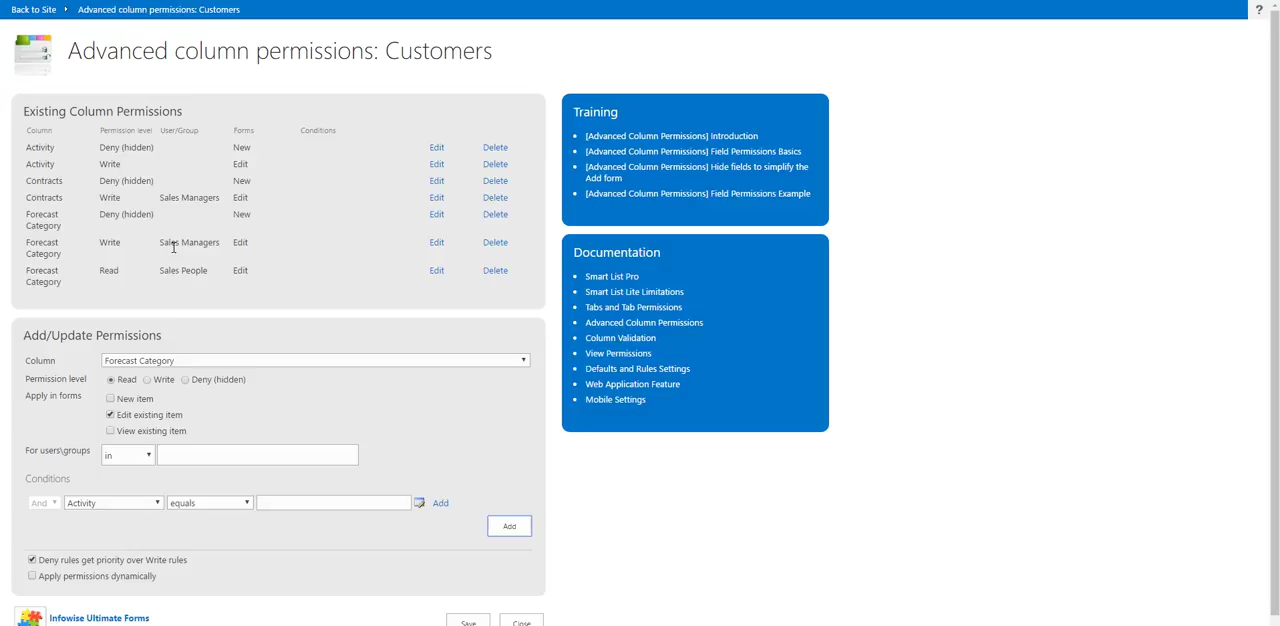 Back to Site Advanced column permissions: Customers ?
Advanced column permissions: Customers
Existing Column Permissions
Column Permission level User/Group Forms Conditions
Activity Deny (hidden) New Edit Delete
Activity Write Edit Edit Delete
Contracts Deny (hidden) New Edit Delete
Contracts Write Sales Managers Edit Edit Delete
Forecast Category Deny (hidden) New Edit Delete
Forecast Category Write Sales Managers Edit Edit Delete
Forecast Category Read Sales People Edit Edit Delete
Add/Update Permissions
Column Forecast Category
Permission level Read Write Deny (hidden)
Apply in forms New item
Edit existing item
View existing item
For users\groups in
Conditions
And Activity equals Add
Add
Deny rules get priority over Write rules
Apply permissions dynamically
Infowise Ultimate Forms Save Close
Training
[Advanced Column Permissions] Introduction
[Advanced Column Permissions] Field Permissions Basics
[Advanced Column Permissions] Hide fields to simplify the
Add form
[Advanced Column Permissions] Field Permissions Example
Documentation
Smart List Pro
Smart List Lite Limitations
Tabs and Tab Permissions
Advanced Column Permissions
Column Validation
View Permissions
Defaults and Rules Settings
Web Application Feature
Mobile Settings